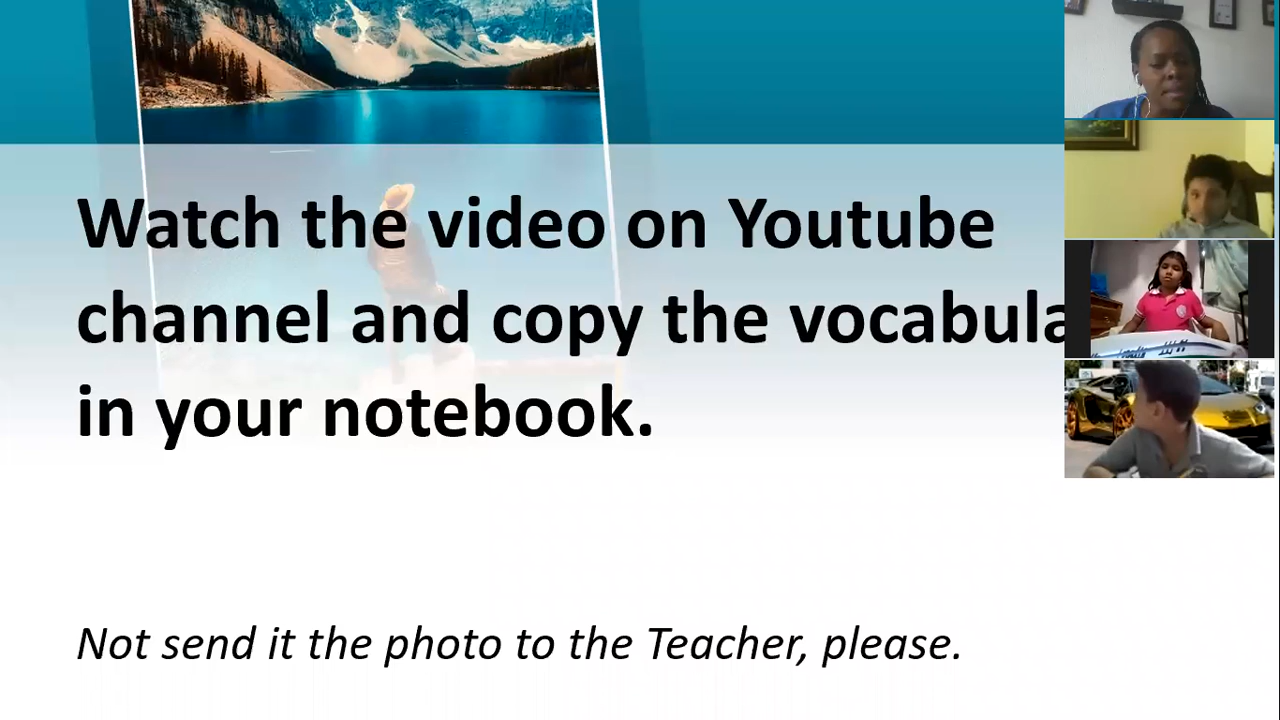 Watch the video on Youtube
channel and copy the vocabula
in your notebook.
Not send it the photo to the Teacher, please.